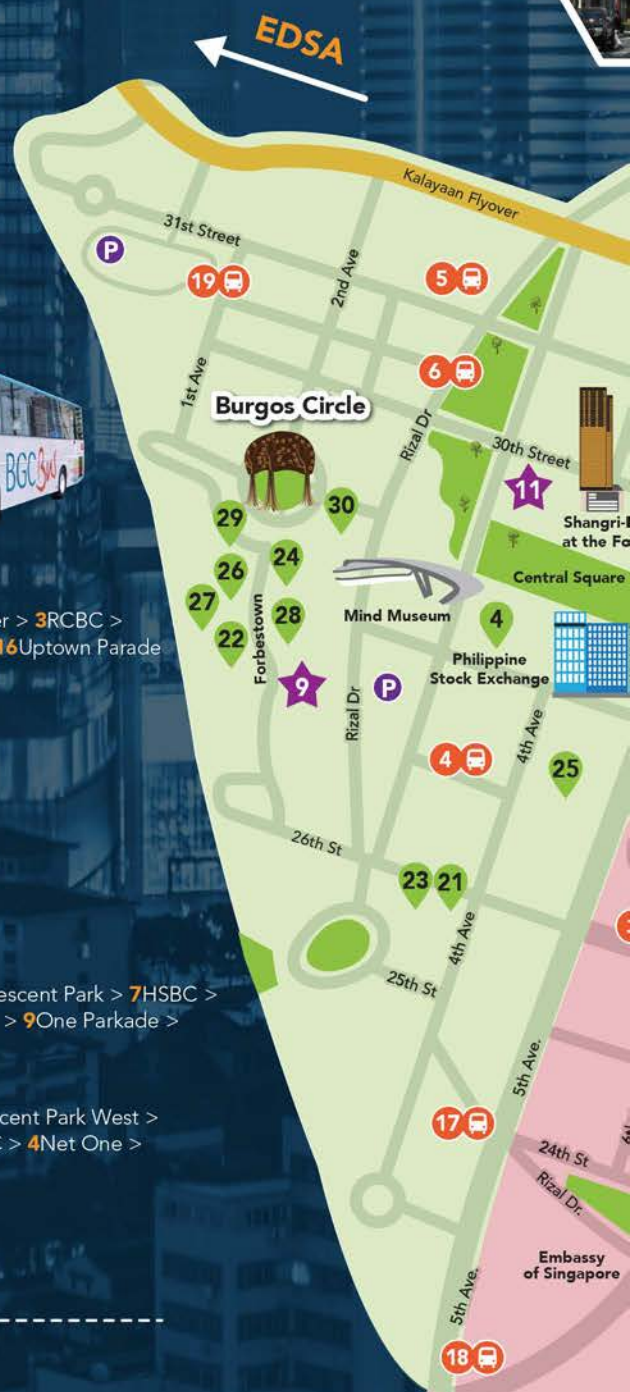 EDSA
Kalayaan Flyover
31st Street
P
19
2nd Ave
5
1st Ave
6
Burgos Circle
Rizal Dr
30th Street
11
BGC Bus
29
30
Shangri-
at the Fo
26
24
Central Square
27
28
Mind Museum
4
er > 3RCBC >
16Uptown Parade
22
Forbestown
Philippine
Stock Exchange
9
Rizal Dr
P
4th Ave
4
25
26th St
23
21
4th Ave
25th St
escent Park > 7HSBC >
> 9One Parkade >
5th Ave.
cent Park West >
C > 4Net One >
17
24th St
Rizal Dr.
Embassy
of Singapore
5th Ave.
18